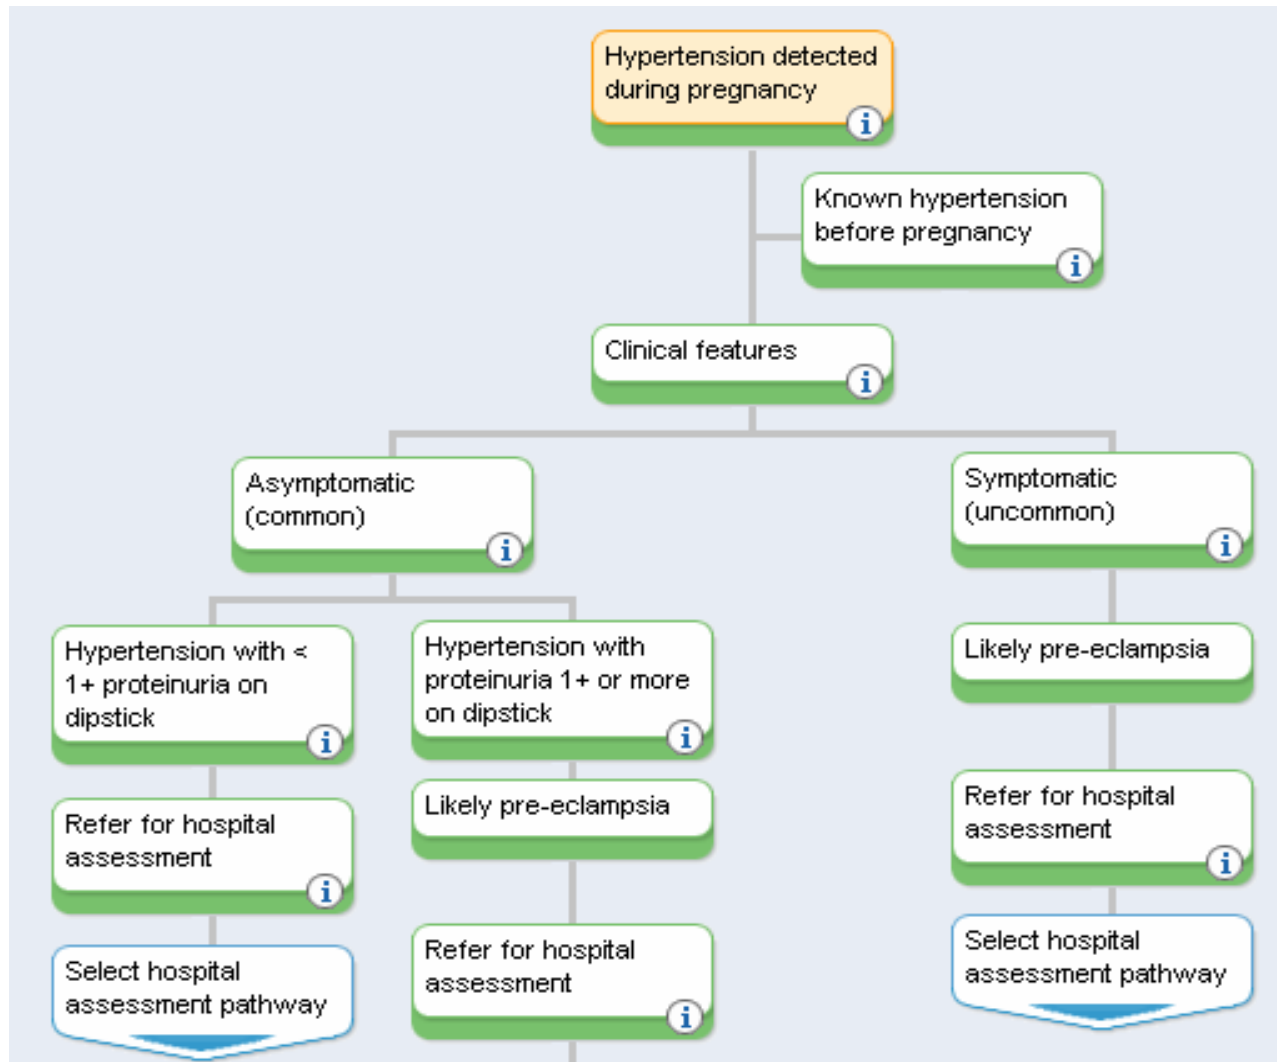 Hypertension detected
during pregnancy
i
Known hypertension
before pregnancy
i
Clinical features
i
Asymptomatic
(common)
i
Symptomatic
(uncommon)
i
Hypertension with <
1+ proteinuria on
dipstick
i
Hypertension with
proteinuria 1+ or more
on dipstick
i
Likely pre-eclampsia
Refer for hospital
assessment
i
Likely pre-eclampsia
Refer for hospital
assessment
i
Select hospital
assessment pathway
Refer for hospital
assessment
i
Select hospital
assessment pathway